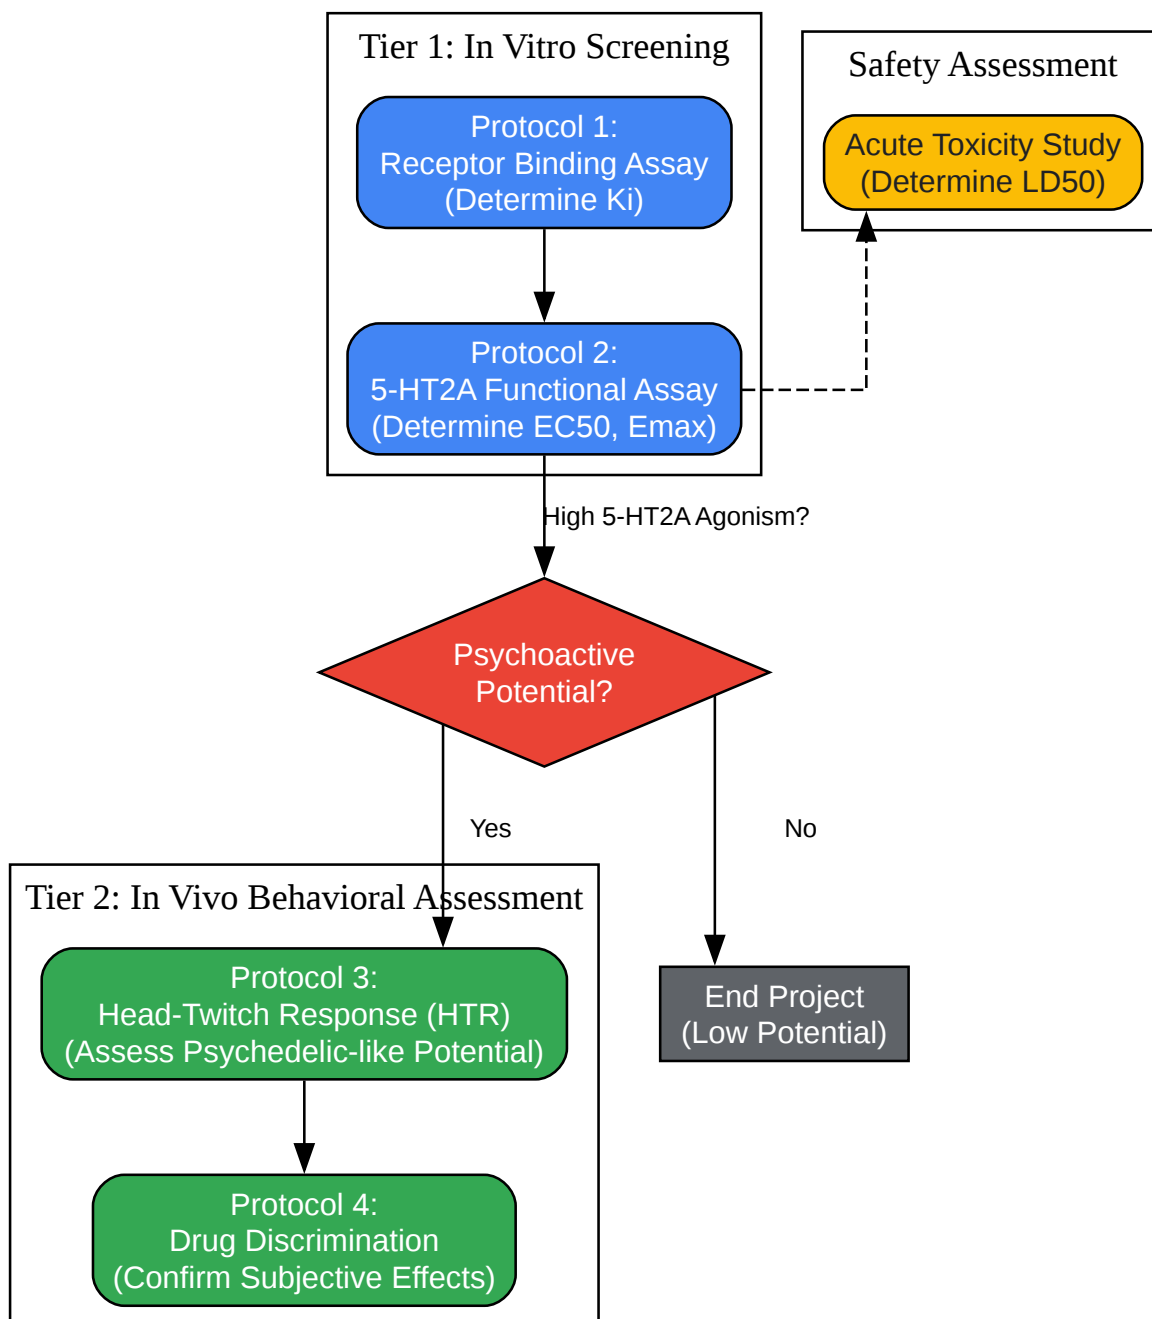 Tier 1: In Vitro Screening
Protocol 1:
Receptor Binding Assay
(Determine Ki)
Protocol 2:
5-HT2A Functional Assay
(Determine EC50, Emax)
Safety Assessment
Acute Toxicity Study
(Determine LD50)
High 5-HT2A Agonism?
Psychoactive
Potential?
Yes
No
Tier 2: In Vivo Behavioral Assessment
Protocol 3:
Head-Twitch Response (HTR)
(Assess Psychedelic-like Potential)
End Project
(Low Potential)
Protocol 4:
Drug Discrimination
(Confirm Subjective Effects)